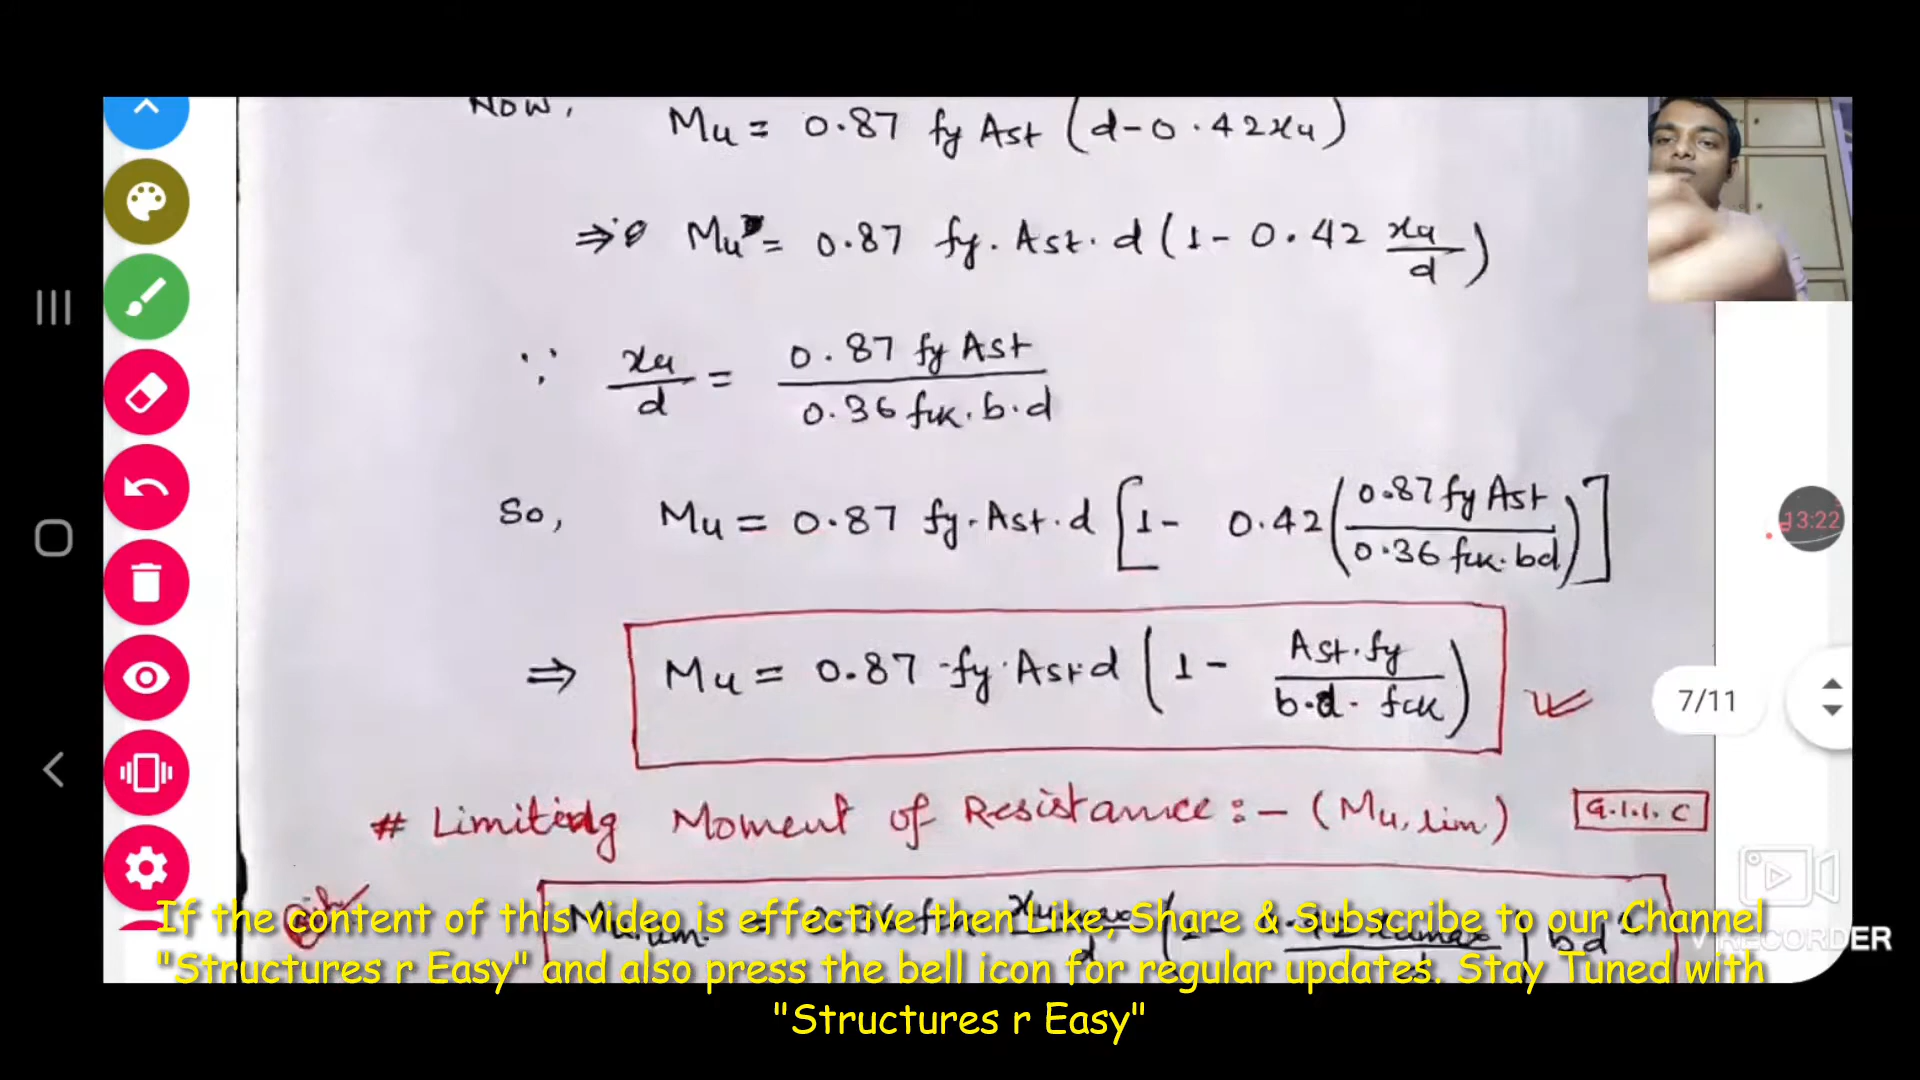 Now,
Mu = 0.87 fy Ast (d-0.42xu)
⇒ Mu = 0.87 fy. Ast. d (1- 0.42 xu/d)
∵ xu/d = 0.87 fy Ast / 0.36 fck. b.d
So, Mu = 0.87 fy.Ast.d [1- 0.42 (0.87 fy Ast / 0.36 fck. bd)]
⇒ Mu = 0.87 fy. Ast.d (1- Ast.fy / b.d. fck)
13:22
7/11
# Limiting Moment of Resistance:- (Mu,lim)
G.1.1.C
Mu.lim.
bd
If the content of this video is effective then Like, Share & Subscribe to our Channel
"Structures r Easy" and also press the bell icon for regular updates. Stay Tuned with
"Structures r Easy"
RECORDER